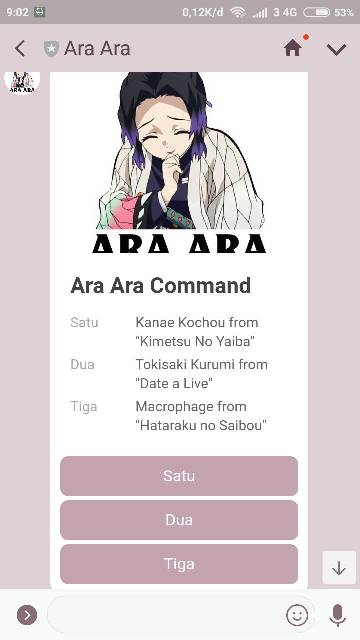 9:02 0,12K/d 3 4G 53%
Ara Ara
ARA ARA
ARA ARA
Ara Ara Command
Satu Kanae Kochou from
"Kimetsu No Yaiba"
Dua Tokisaki Kurumi from
"Date a Live"
Tiga Macrophage from
"Hataraku no Saibou"
Satu
Dua
Tiga